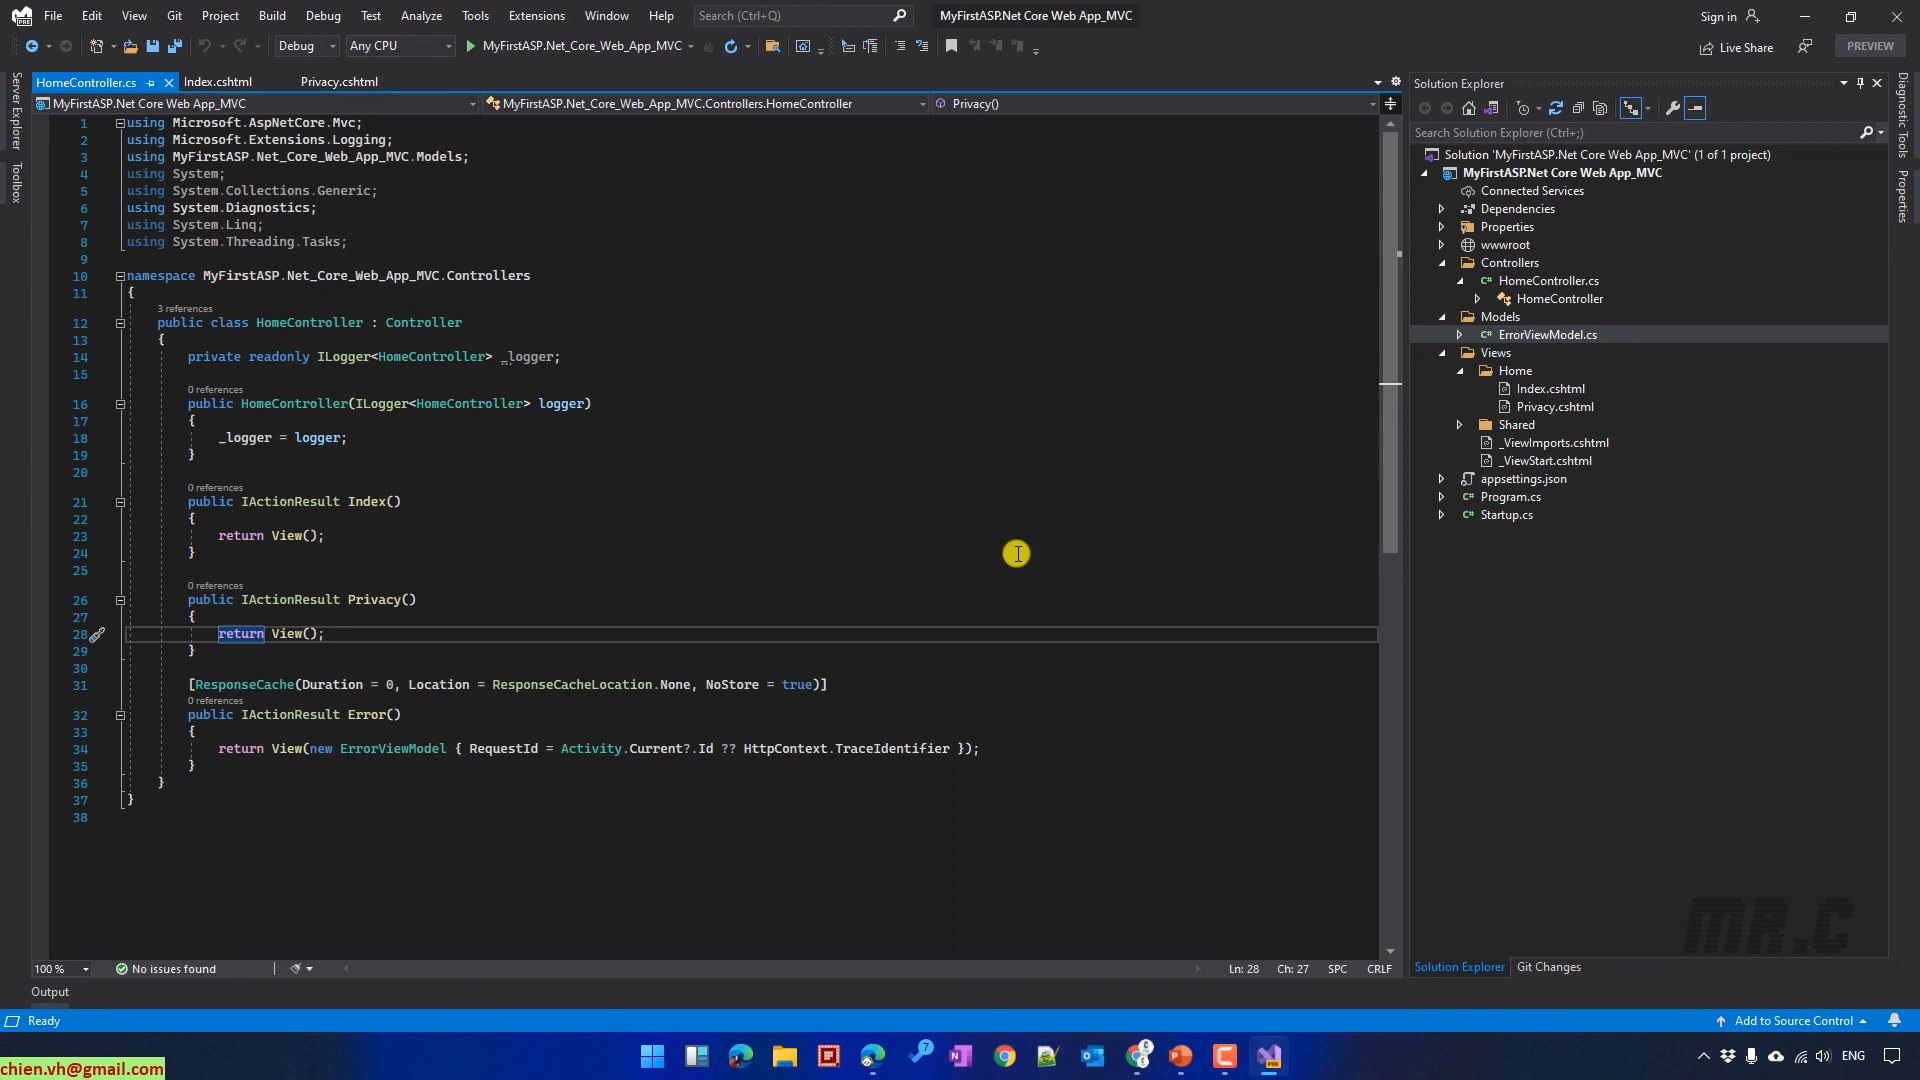 File Edit View Git Project Build Debug Test Analyze Tools Extensions Window Help Search (Ctrl+Q) MyFirstASP.Net Core Web App_MVC Sign in
PRE
Debug Any CPU MyFirstASP.Net_Core_Web_App_MVC Live Share PREVIEW
Server Explorer
Toolbox
HomeController.cs Index.cshtml Privacy.cshtml
MyFirstASP.Net Core Web App_MVC MyFirstASP.Net_Core_Web_App_MVC.Controllers.HomeController Privacy()
1 using Microsoft.AspNetCore.Mvc;
2 using Microsoft.Extensions.Logging;
3 using MyFirstASP.Net_Core_Web_App_MVC.Models;
4 using System;
5 using System.Collections.Generic;
6 using System.Diagnostics;
7 using System.Linq;
8 using System.Threading.Tasks;
9
10 namespace MyFirstASP.Net_Core_Web_App_MVC.Controllers
11 {
3 references
12 public class HomeController : Controller
13 {
14 private readonly ILogger<HomeController> _logger;
15
0 references
16 public HomeController(ILogger<HomeController> logger)
17 {
18 _logger = logger;
19 }
20
0 references
21 public IActionResult Index()
22 {
23 return View();
24 }
25
0 references
26 public IActionResult Privacy()
27 {
28 return View();
29 }
30
31 [ResponseCache(Duration = 0, Location = ResponseCacheLocation.None, NoStore = true)]
0 references
32 public IActionResult Error()
33 {
34 return View(new ErrorViewModel { RequestId = Activity.Current?.Id ?? HttpContext.TraceIdentifier });
35 }
36 }
37 }
38
100 % No issues found Ln: 28 Ch: 27 SPC CRLF
Output
Solution Explorer
Search Solution Explorer (Ctrl+;)
Solution 'MyFirstASP.Net Core Web App_MVC' (1 of 1 project)
MyFirstASP.Net Core Web App_MVC
Connected Services
Dependencies
Properties
wwwroot
Controllers
C# HomeController.cs
HomeController
Models
C# ErrorViewModel.cs
Views
Home
Index.cshtml
Privacy.cshtml
Shared
_ViewImports.cshtml
_ViewStart.cshtml
appsettings.json
C# Program.cs
C# Startup.cs
MR.C
Solution Explorer Git Changes
Diagnostic Tools
Properties
Ready Add to Source Control
chien.vh@gmail.com
7
ENG